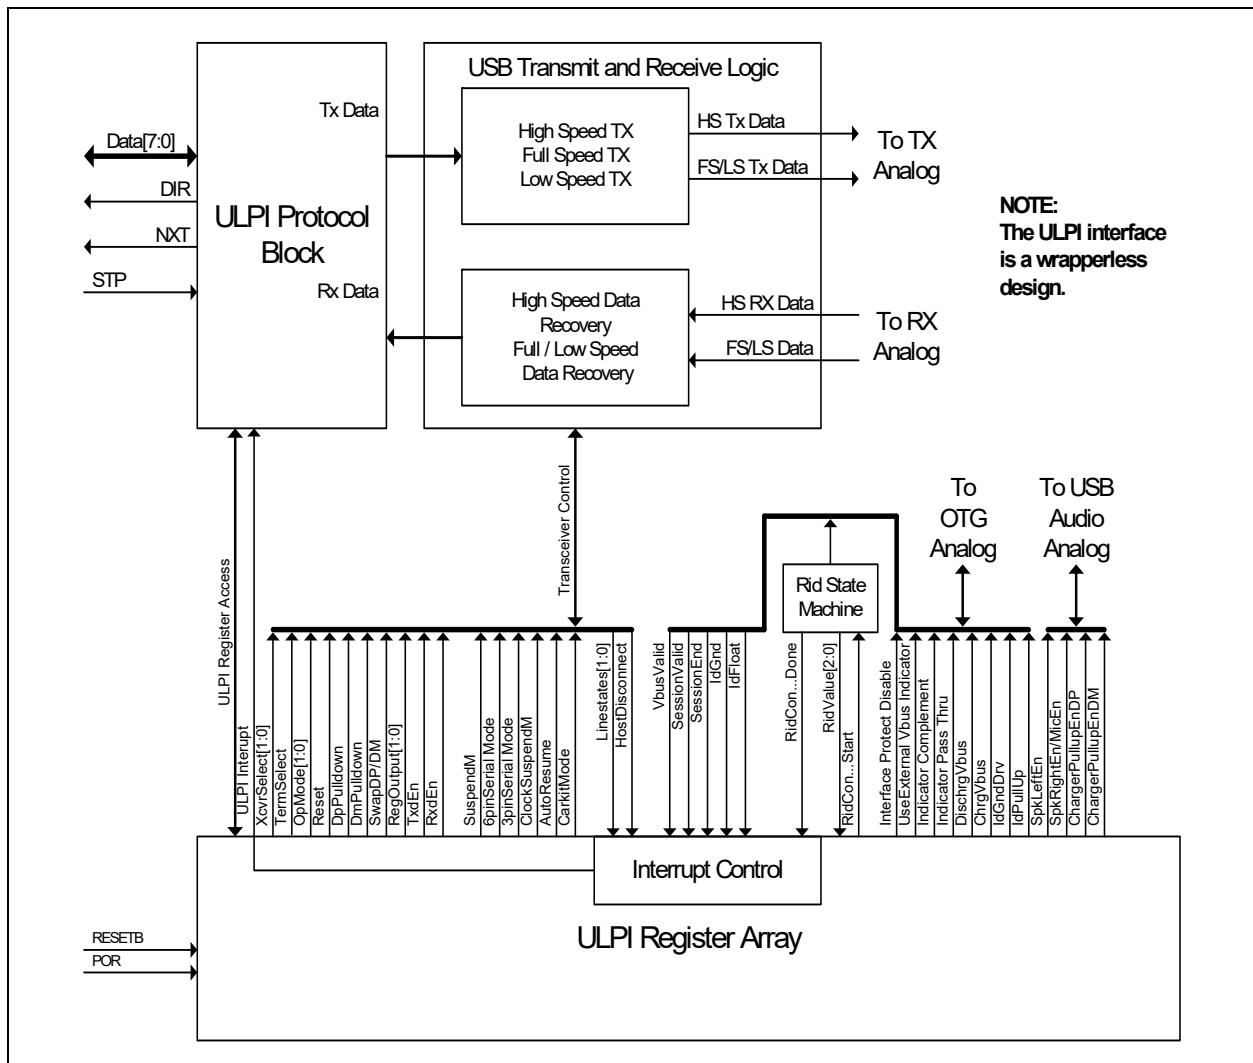 USB Transmit and Receive Logic
Tx Data
High Speed TX
Full Speed TX
Low Speed TX
HS Tx Data
FS/LS Tx Data
To TX
Analog
Data[7:0]
DIR
NXT
STP
ULPI Protocol
Block
Rx Data
High Speed Data
Recovery
Full / Low Speed
Data Recovery
HS RX Data
FS/LS Data
To RX
Analog
NOTE:
The ULPI interface
is a wrapperless
design.
ULPI Register Access
ULPI Interupt
Transceiver Control
To
OTG
Analog
To USB
Audio
Analog
Rid State
Machine
XcvrSelect[1:0]
TermSelect
OpMode[1:0]
Reset
DpPulldown
DmPulldown
SwapDP/DM
RegOutput[1:0]
TxdEn
RxdEn
SuspendM
6pinSerial Mode
3pinSerial Mode
ClockSuspendM
AutoResume
CarkitMode
Linestates[1:0]
HostDisconnect
VbusValid
SessionValid
SessionEnd
IdGnd
IdFloat
RidCon...Done
RidValue[2:0]
RidCon...Start
Interface Protect Disable
UseExternal Vbus Indicator
Indicator Complement
Indicator Pass Thru
DischrgVbus
ChrgVbus
IdGndDrv
IdPullUp
SpkLeftEn
SpkRightEn/MicEn
ChargerPullupEnDP
ChargerPullupEnDM
Interrupt Control
ULPI Register Array
RESETB
POR